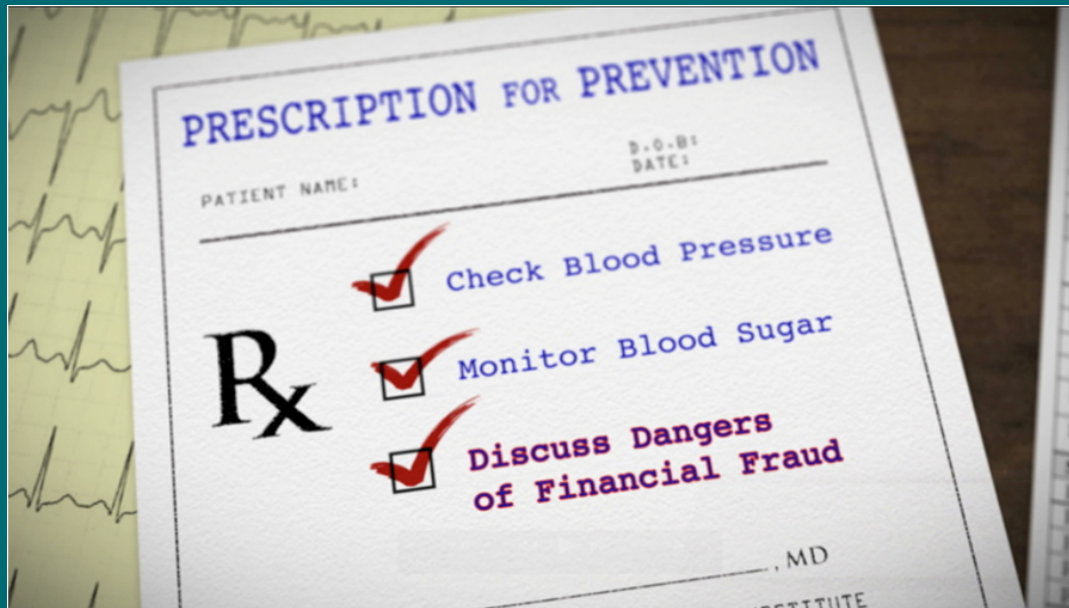 PRESCRIPTION FOR PREVENTION
D.O.B:
PATIENT NAME:
DATE:
Check Blood Pressure
Rx
Monitor Blood Sugar
Discuss Dangers
of Financial Fraud
, MD